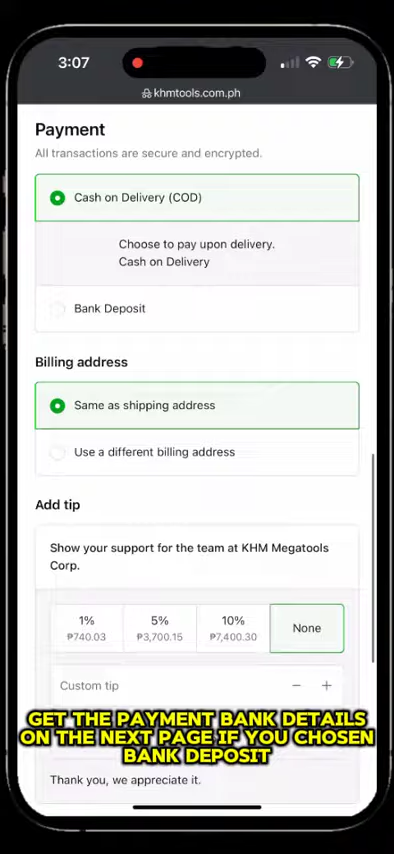 3:07
khmtools.com.ph
Payment
All transactions are secure and encrypted.
Cash on Delivery (COD)
Choose to pay upon delivery.
Cash on Delivery
Bank Deposit
Billing address
Same as shipping address
Use a different billing address
Add tip
Show your support for the team at KHM Megatools
Corp.
1% 5% 10% None
₱740.03 ₱3,700.15 ₱7,400.30
Custom tip − +
GET THE PAYMENT BANK DETAILS
ON THE NEXT PAGE IF YOU CHOSEN
BANK DEPOSIT
Thank you, we appreciate it.